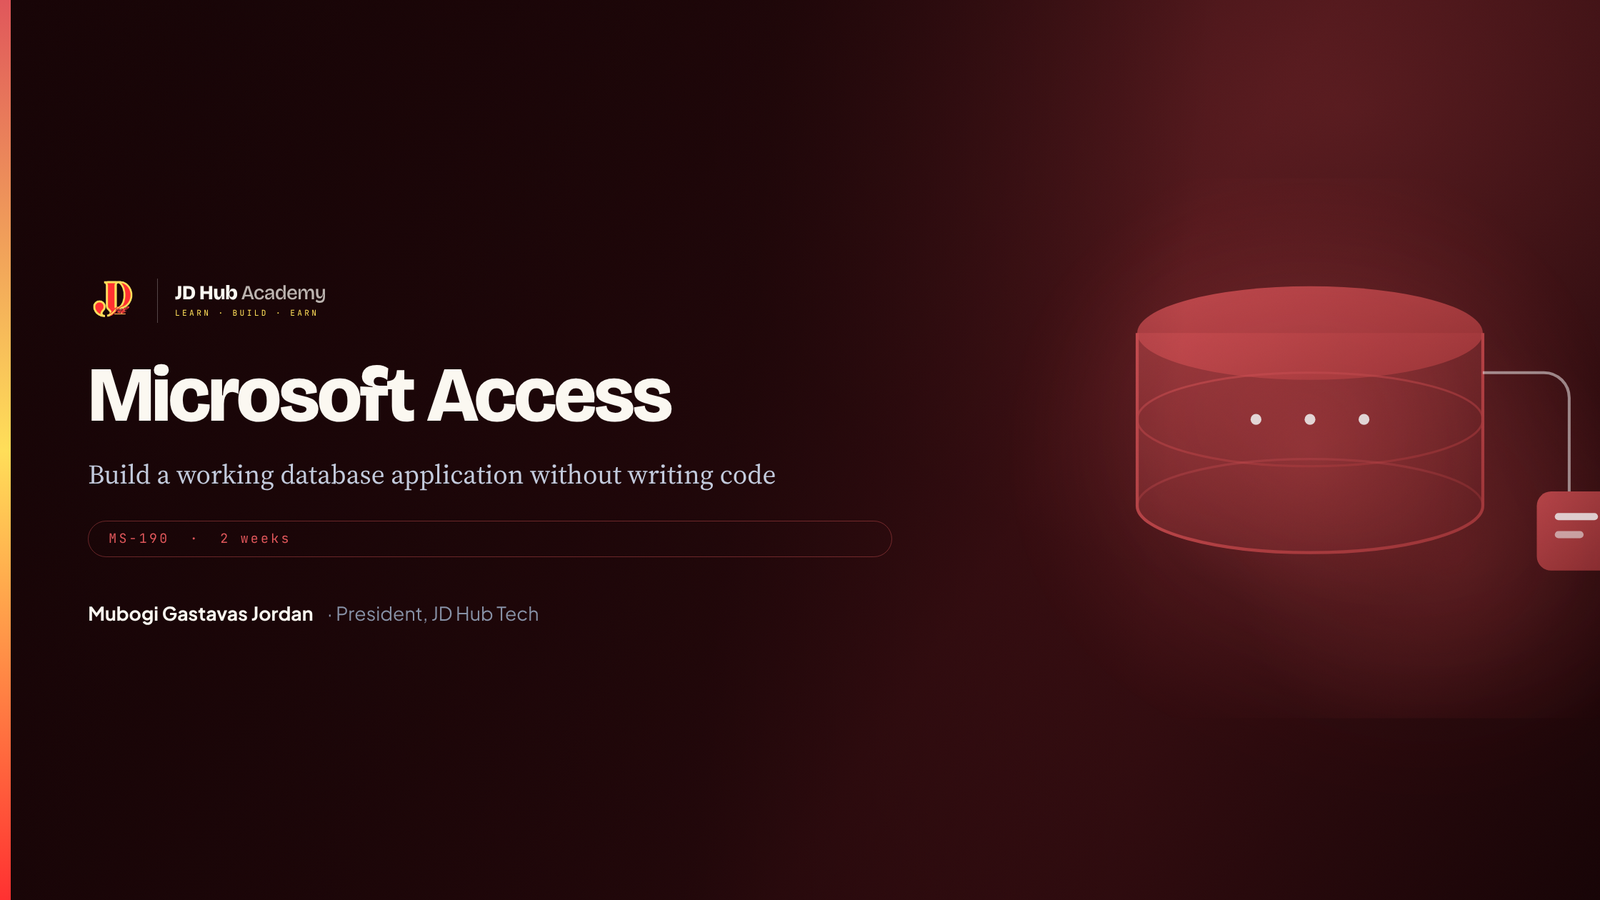 JD
JD Hub Academy
LEARN · BUILD · EARN
Microsoft Access
Build a working database application without writing code
MS-190 · 2 weeks
Mubogi Gastavas Jordan · President, JD Hub Tech